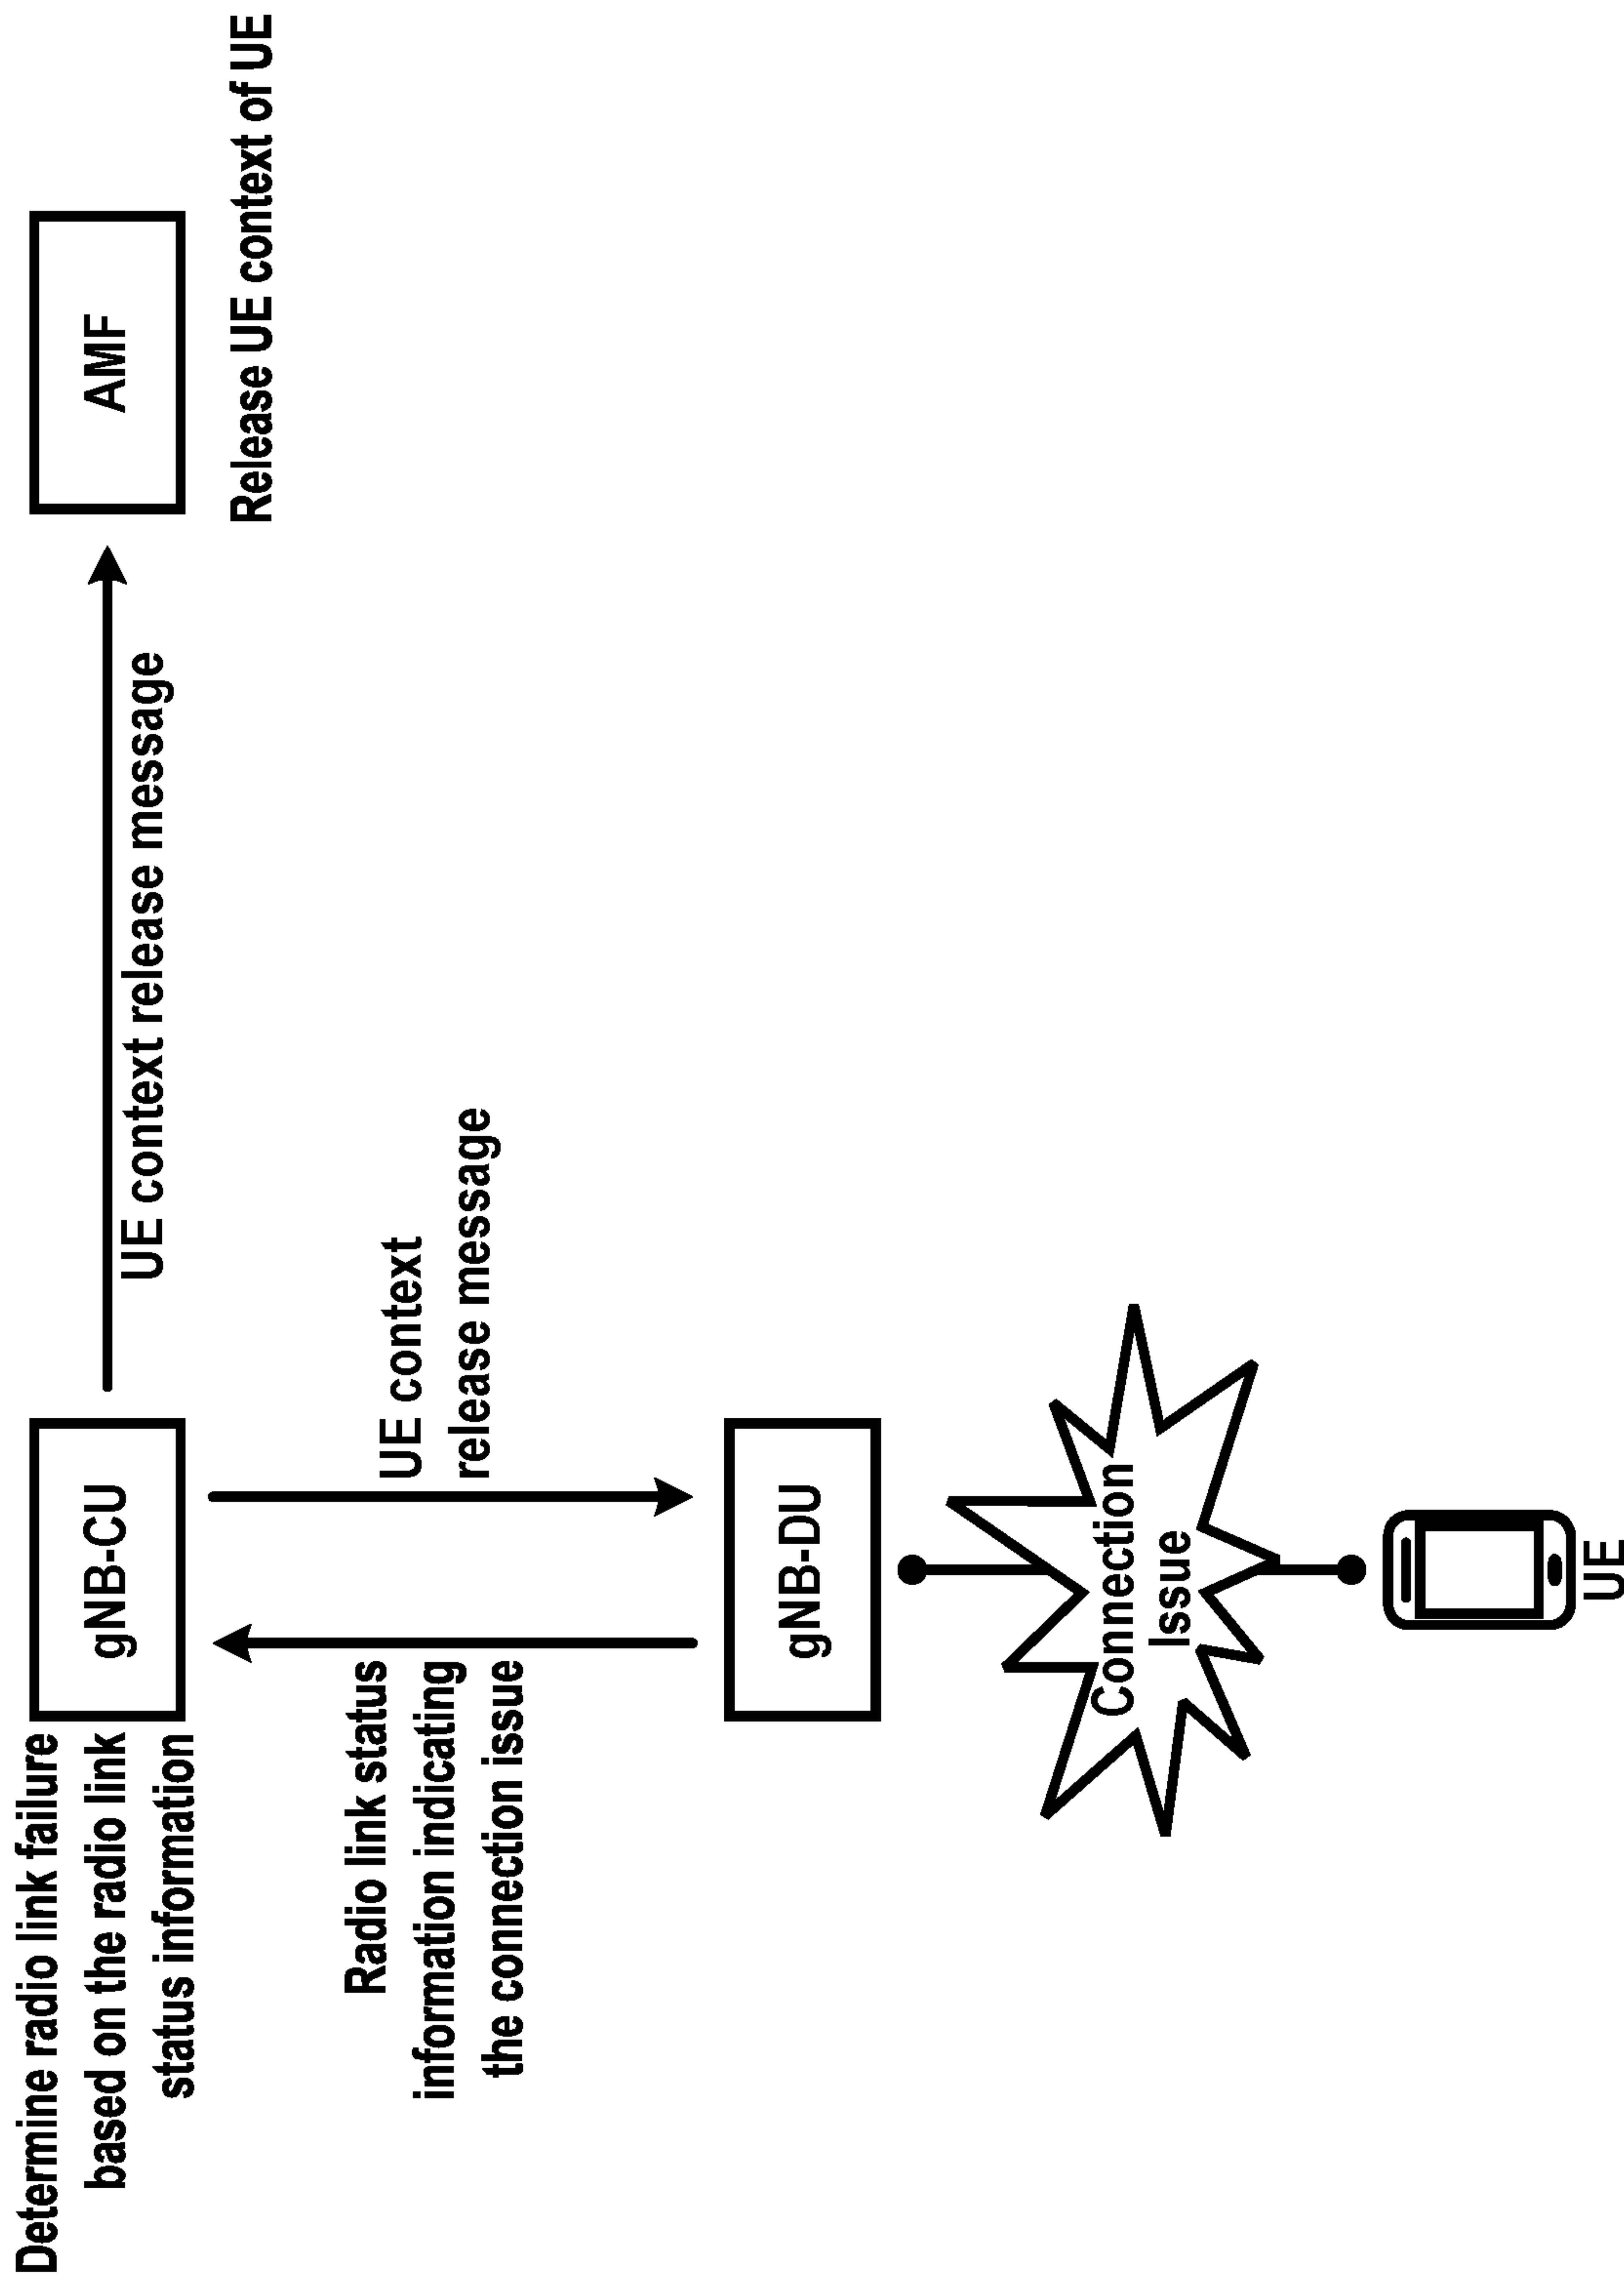 Determine radio link failure
based on the radio link
status information
gNB-CU
UE context release message
AMF
Release UE context of UE
Radio link status
information indicating
the connection issue
UE context
release message
gNB-DU
Connection
Issue
UE